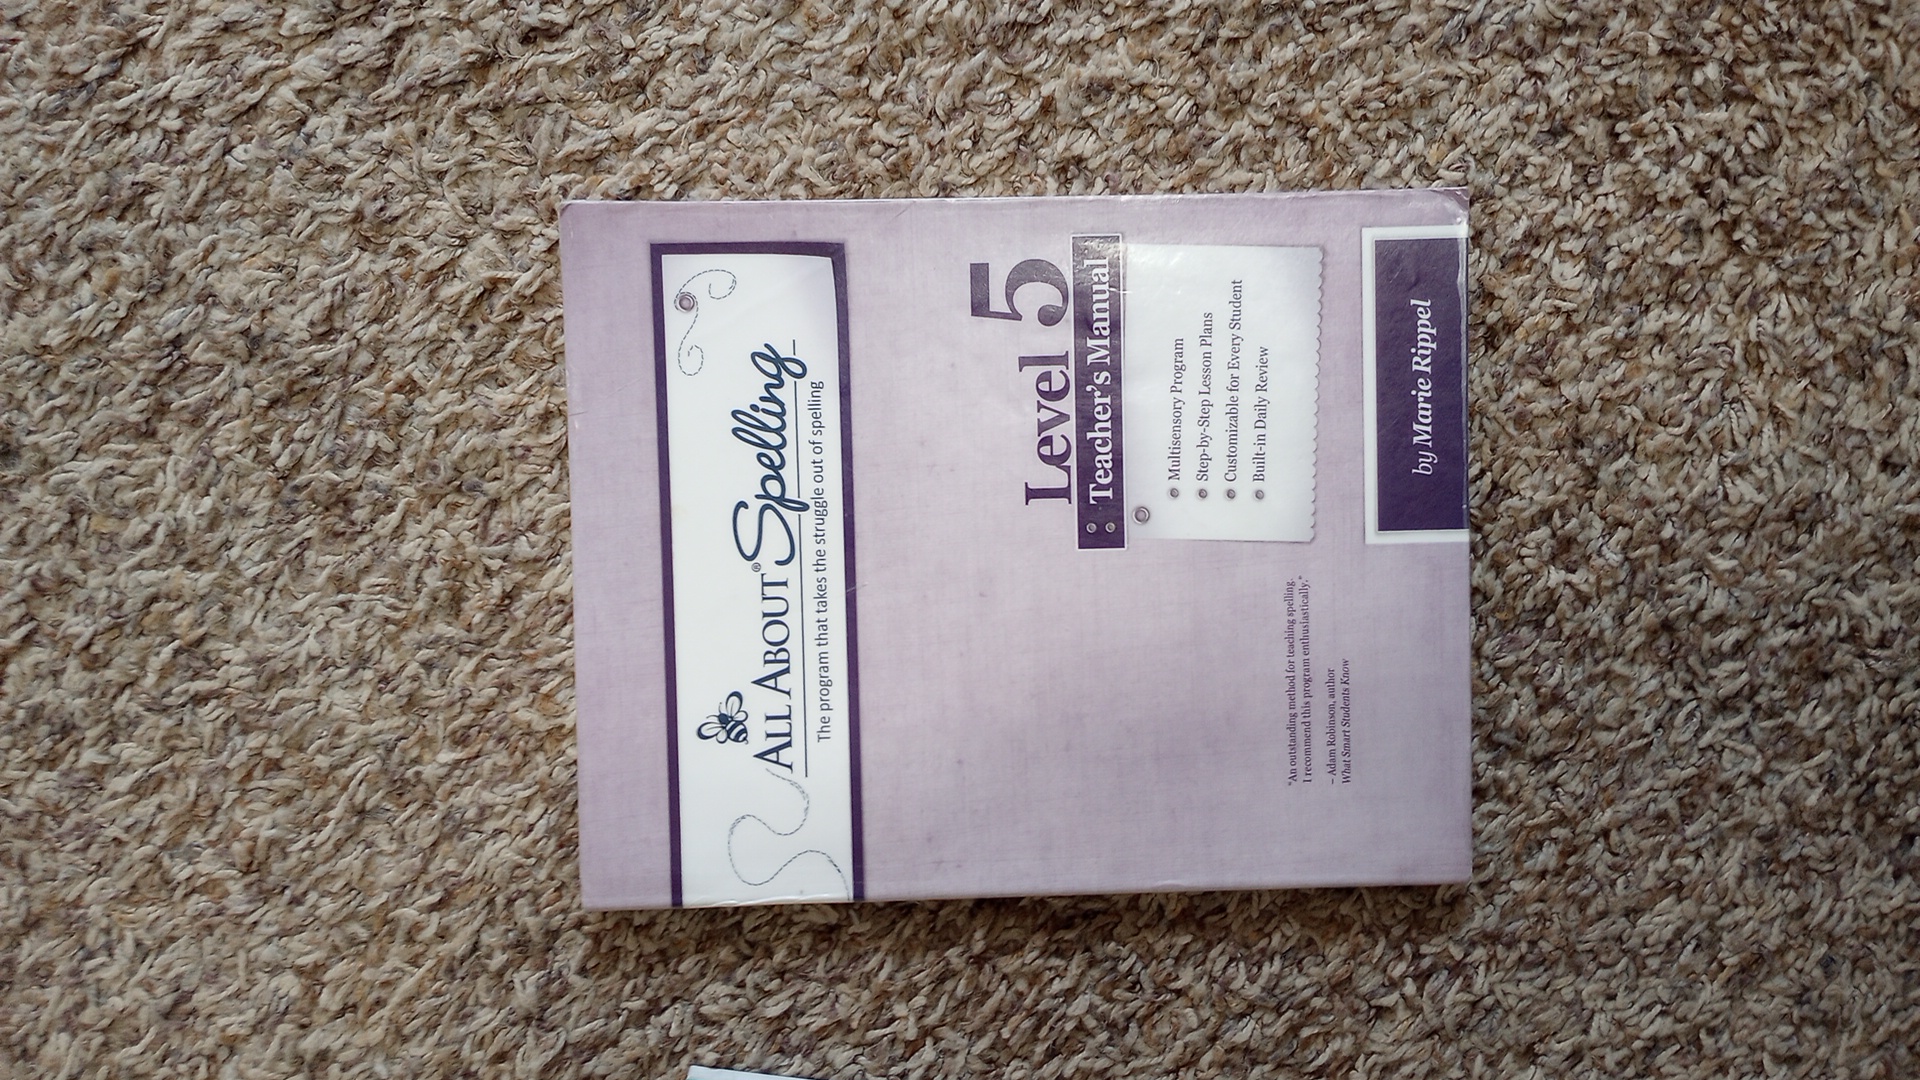 ALL ABOUT® Spelling
The program that takes the struggle out of spelling
Level 5
Teacher's Manual
Multisensory Program
Step-by-Step Lesson Plans
Customizable for Every Student
Built-in Daily Review
"An outstanding method for teaching spelling.
I recommend this program enthusiastically."
– Adam Robinson, author
What Smart Students Know
by Marie Rippel